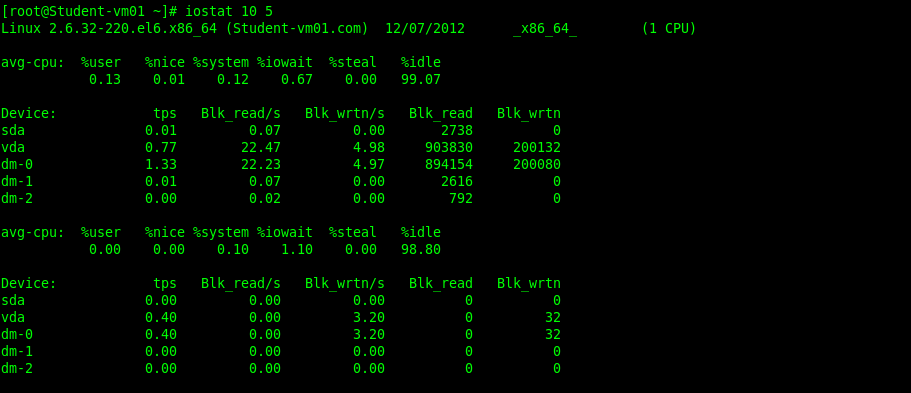 [root@Student-vm01 ~]# iostat 10 5
Linux 2.6.32-220.el6.x86_64 (Student-vm01.com)  12/07/2012      _x86_64_        (1 CPU)
avg-cpu:  %user   %nice %system %iowait  %steal   %idle
           0.13    0.01    0.12    0.67    0.00   99.07
Device:            tps   Blk_read/s   Blk_wrtn/s   Blk_read   Blk_wrtn
sda               0.01         0.07         0.00       2738          0
vda               0.77        22.47         4.98     903830     200132
dm-0              1.33        22.23         4.97     894154     200080
dm-1              0.01         0.07         0.00       2616          0
dm-2              0.00         0.02         0.00        792          0
avg-cpu:  %user   %nice %system %iowait  %steal   %idle
           0.00    0.00    0.10    1.10    0.00   98.80
Device:            tps   Blk_read/s   Blk_wrtn/s   Blk_read   Blk_wrtn
sda               0.00         0.00         0.00          0          0
vda               0.40         0.00         3.20          0         32
dm-0              0.40         0.00         3.20          0         32
dm-1              0.00         0.00         0.00          0          0
dm-2              0.00         0.00         0.00          0          0